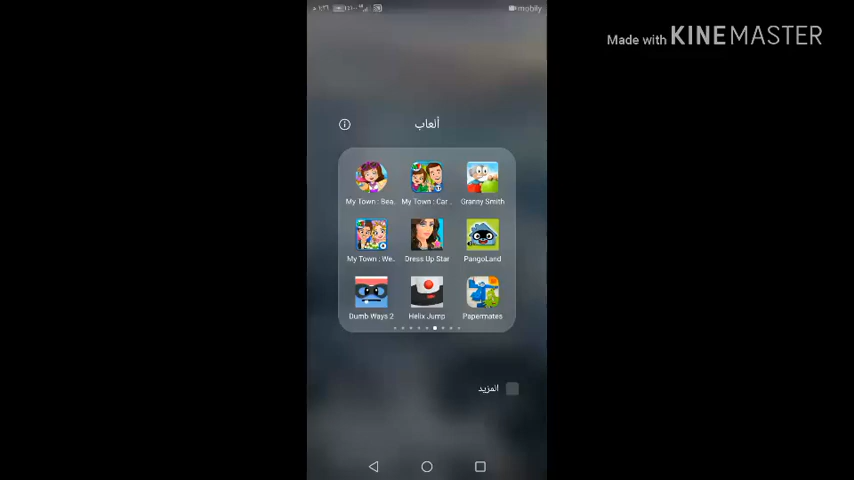 mobily
Made with KINEMASTER
ألعاب
My Town : Bea..
My Town : Car ..
Granny Smith
My Town : We..
Dress Up Star
PangoLand
Dumb Ways 2
Helix Jump
Papermates
المزيد